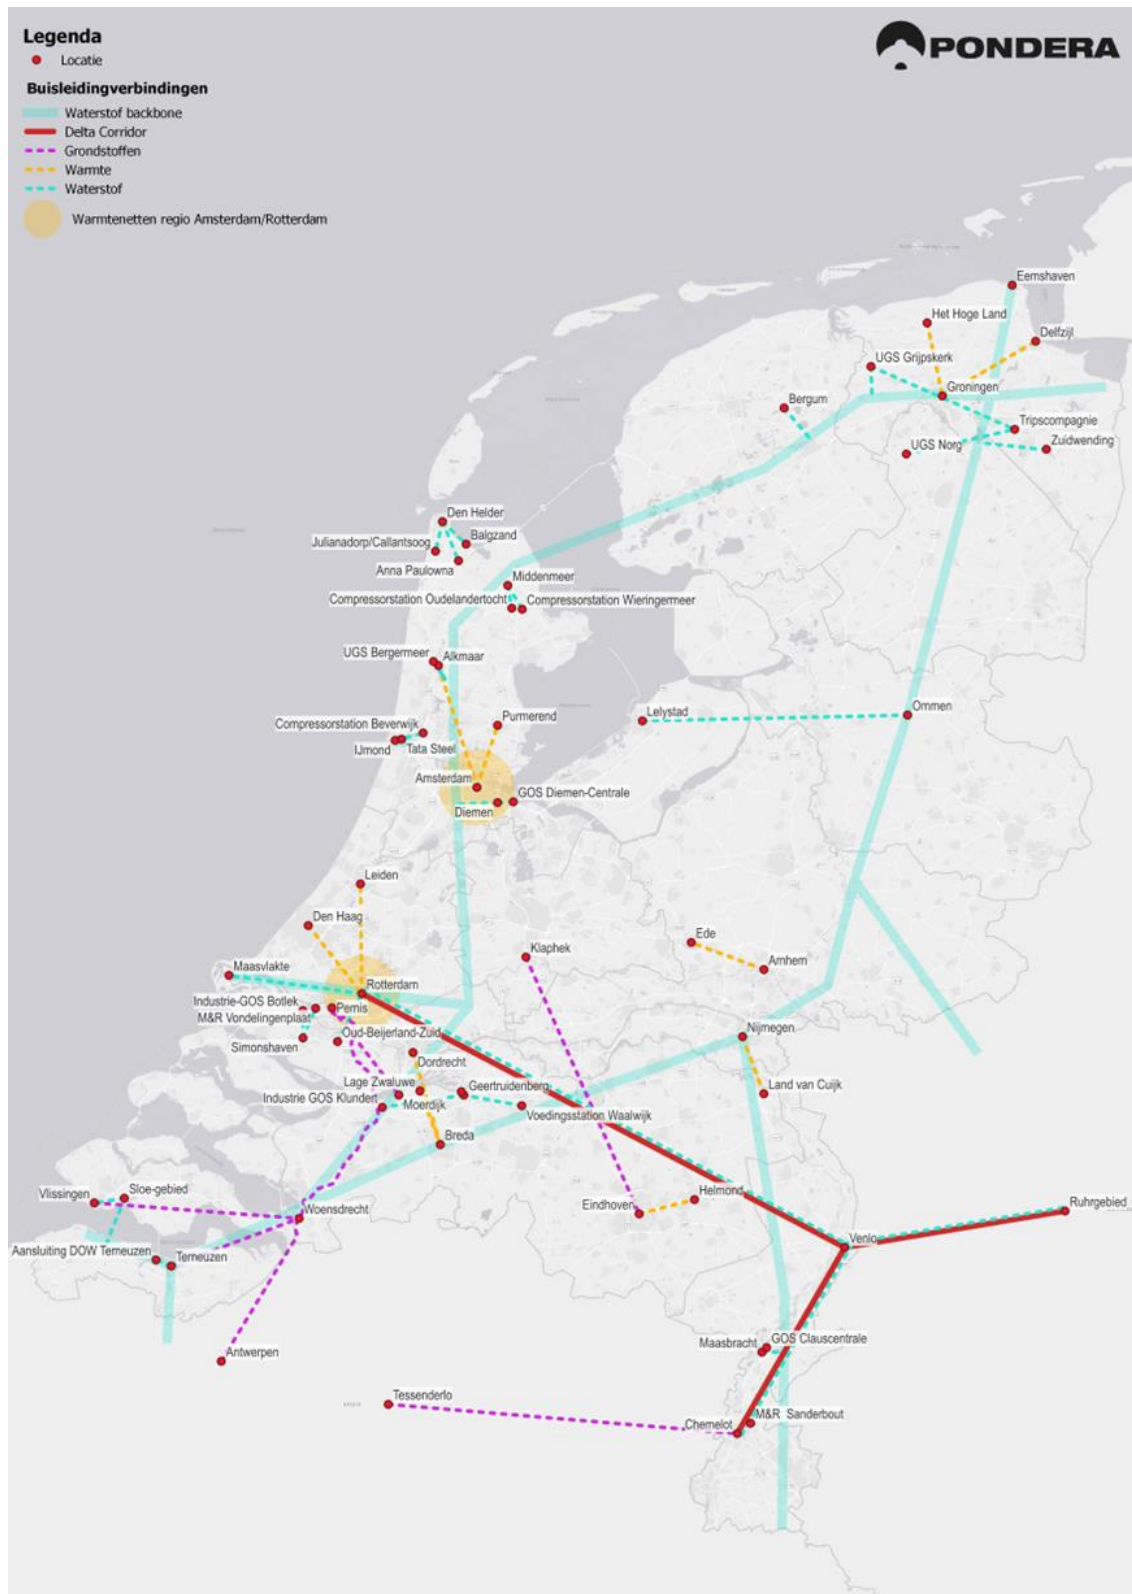 Legenda
PONDERA
Locatie
Buisleidingverbindingen
Waterstof backbone
Delta Corridor
Grondstoffen
Warmte
Waterstof
Warmtenetten regio Amsterdam/Rotterdam
Eemshaven
Het Hoge Land
Delfzijl
UGS Grijpskerk
Groningen
Bergum
Tripscompagnie
UGS Norg
Zuidwending
Den Helder
Julianadorp/Callantsoog
Balgzand
Anna Paulowna
Middenmeer
Compressorstation Oudelandertocht
Compressorstation Wieringermeer
UGS Bergermeer
Alkmaar
Lelystad
Ommen
Purmerend
Compressorstation Beverwijk
IJmond
Tata Steel
Amsterdam
GOS Diemen-Centrale
Diemen
Leiden
Den Haag
Klaphek
Ede
Arnhem
Maasvlakte
Rotterdam
Industrie-GOS Botlek
Pernis
M&R Vondelingenplaat
Oud-Beijerland-Zuid
Simonshaven
Nijmegen
Dordrecht
Lage Zwaluwe
Geertruidenberg
Land van Cuijk
Industrie GOS Klundert
Moerdijk
Voedingsstation Waalwijk
Breda
Vlissingen
Sloe-gebied
Woensdrecht
Eindhoven
Helmond
Ruhrgebied
Aansluiting DOW Terneuzen
Terneuzen
Venlo
Antwerpen
Maasbracht
GOS Clauscentrale
Tessenderlo
Chemelot
M&R Sanderbout